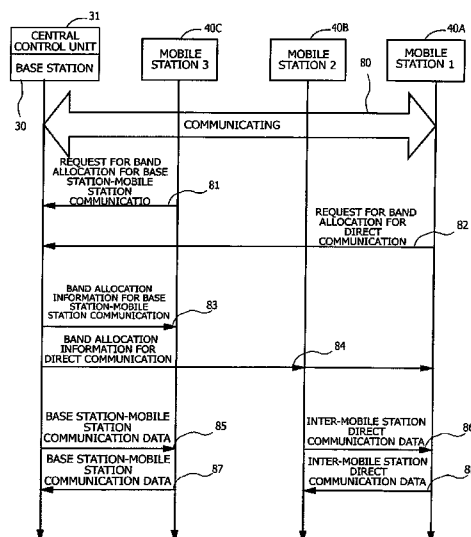 31
40C
40B
40A
CENTRAL
CONTROL UNIT
BASE STATION
MOBILE
STATION 3
MOBILE
STATION 2
MOBILE
STATION 1
30
80
COMMUNICATING
REQUEST FOR BAND
ALLOCATION FOR BASE
STATION-MOBILE
STATION
COMMUNICATIO
81
REQUEST FOR BAND
ALLOCATION FOR
DIRECT
COMMUNICATION
82
BAND ALLOCATION
INFORMATION FOR BASE
STATION-MOBILE
STATION COMMUNICATION
83
BAND ALLOCATION
INFORMATION FOR
DIRECT COMMUNICATION
84
BASE STATION-MOBILE
STATION
COMMUNICATION DATA
85
INTER-MOBILE STATION
DIRECT
COMMUNICATION DATA
86
BASE STATION-MOBILE
STATION
COMMUNICATION DATA
87
INTER-MOBILE STATION
DIRECT
COMMUNICATION DATA